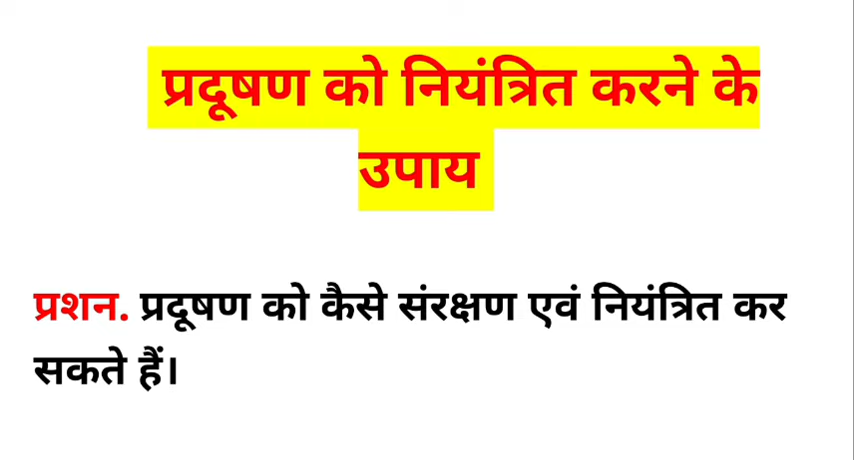 प्रदूषण को नियंत्रित करने के
उपाय
प्रशन. प्रदूषण को कैसे संरक्षण एवं नियंत्रित कर
सकते हैं।